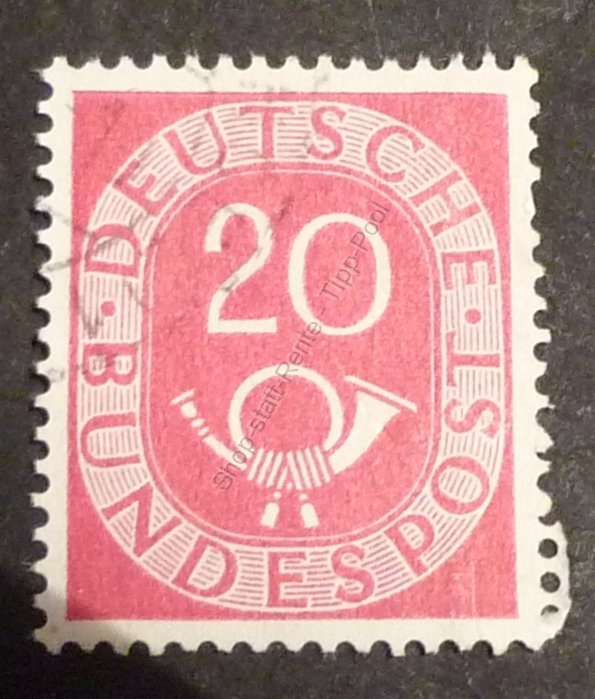 DEUTSCHE
BUNDESPOST
20
Shop-statt-Rente - Tipp-Pool